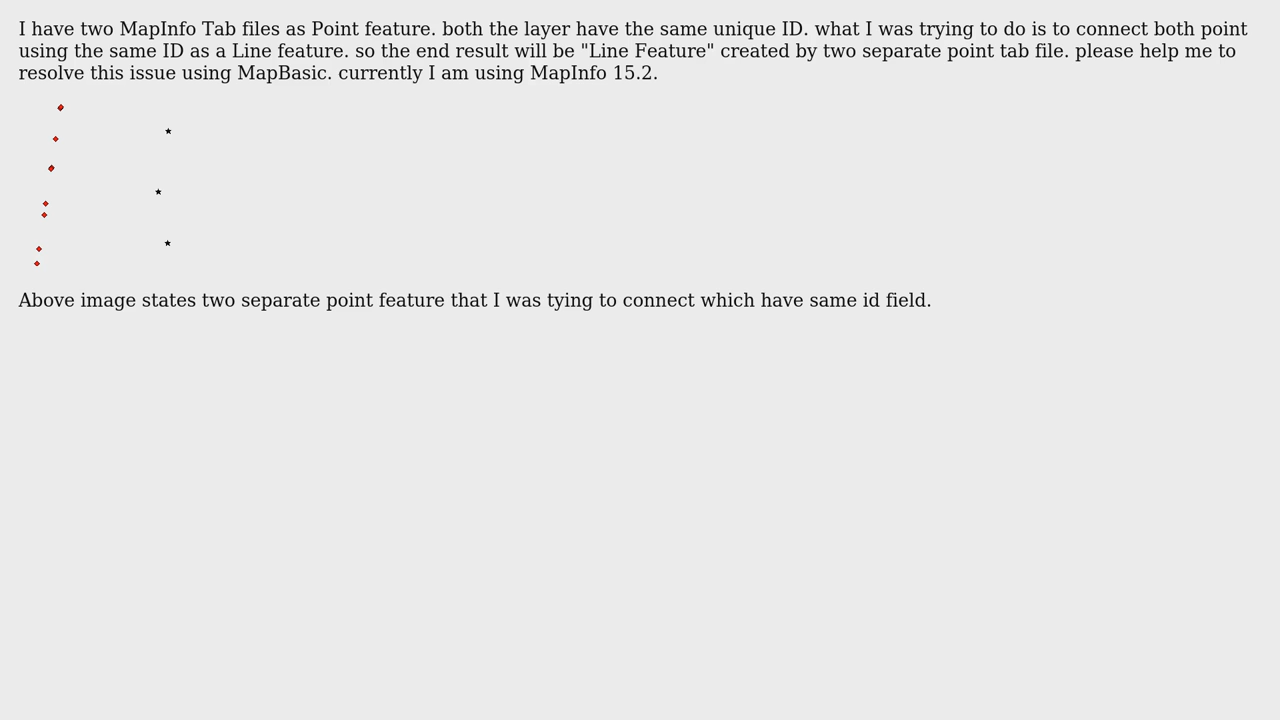 I have two MapInfo Tab files as Point feature. both the layer have the same unique ID. what I was trying to do is to connect both point
using the same ID as a Line feature. so the end result will be "Line Feature" created by two separate point tab file. please help me to
resolve this issue using MapBasic. currently I am using MapInfo 15.2.
Above image states two separate point feature that I was tying to connect which have same id field.